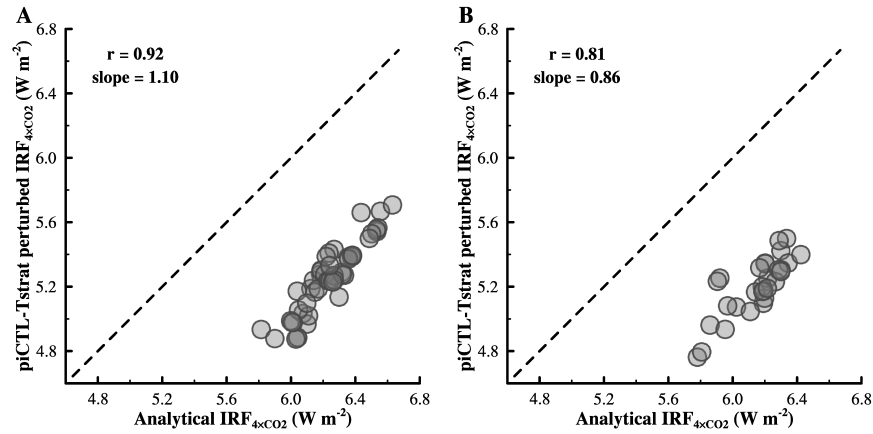 A
piCTL-Tstrat perturbed IRF4×CO2 (W m-2)
6.8
6.4
6.0
5.6
5.2
4.8
r = 0.92
slope = 1.10
4.8 5.2 5.6 6.0 6.4 6.8
Analytical IRF4×CO2 (W m-2)
B
piCTL-Tstrat perturbed IRF4×CO2 (W m-2)
6.8
6.4
6.0
5.6
5.2
4.8
r = 0.81
slope = 0.86
4.8 5.2 5.6 6.0 6.4 6.8
Analytical IRF4×CO2 (W m-2)